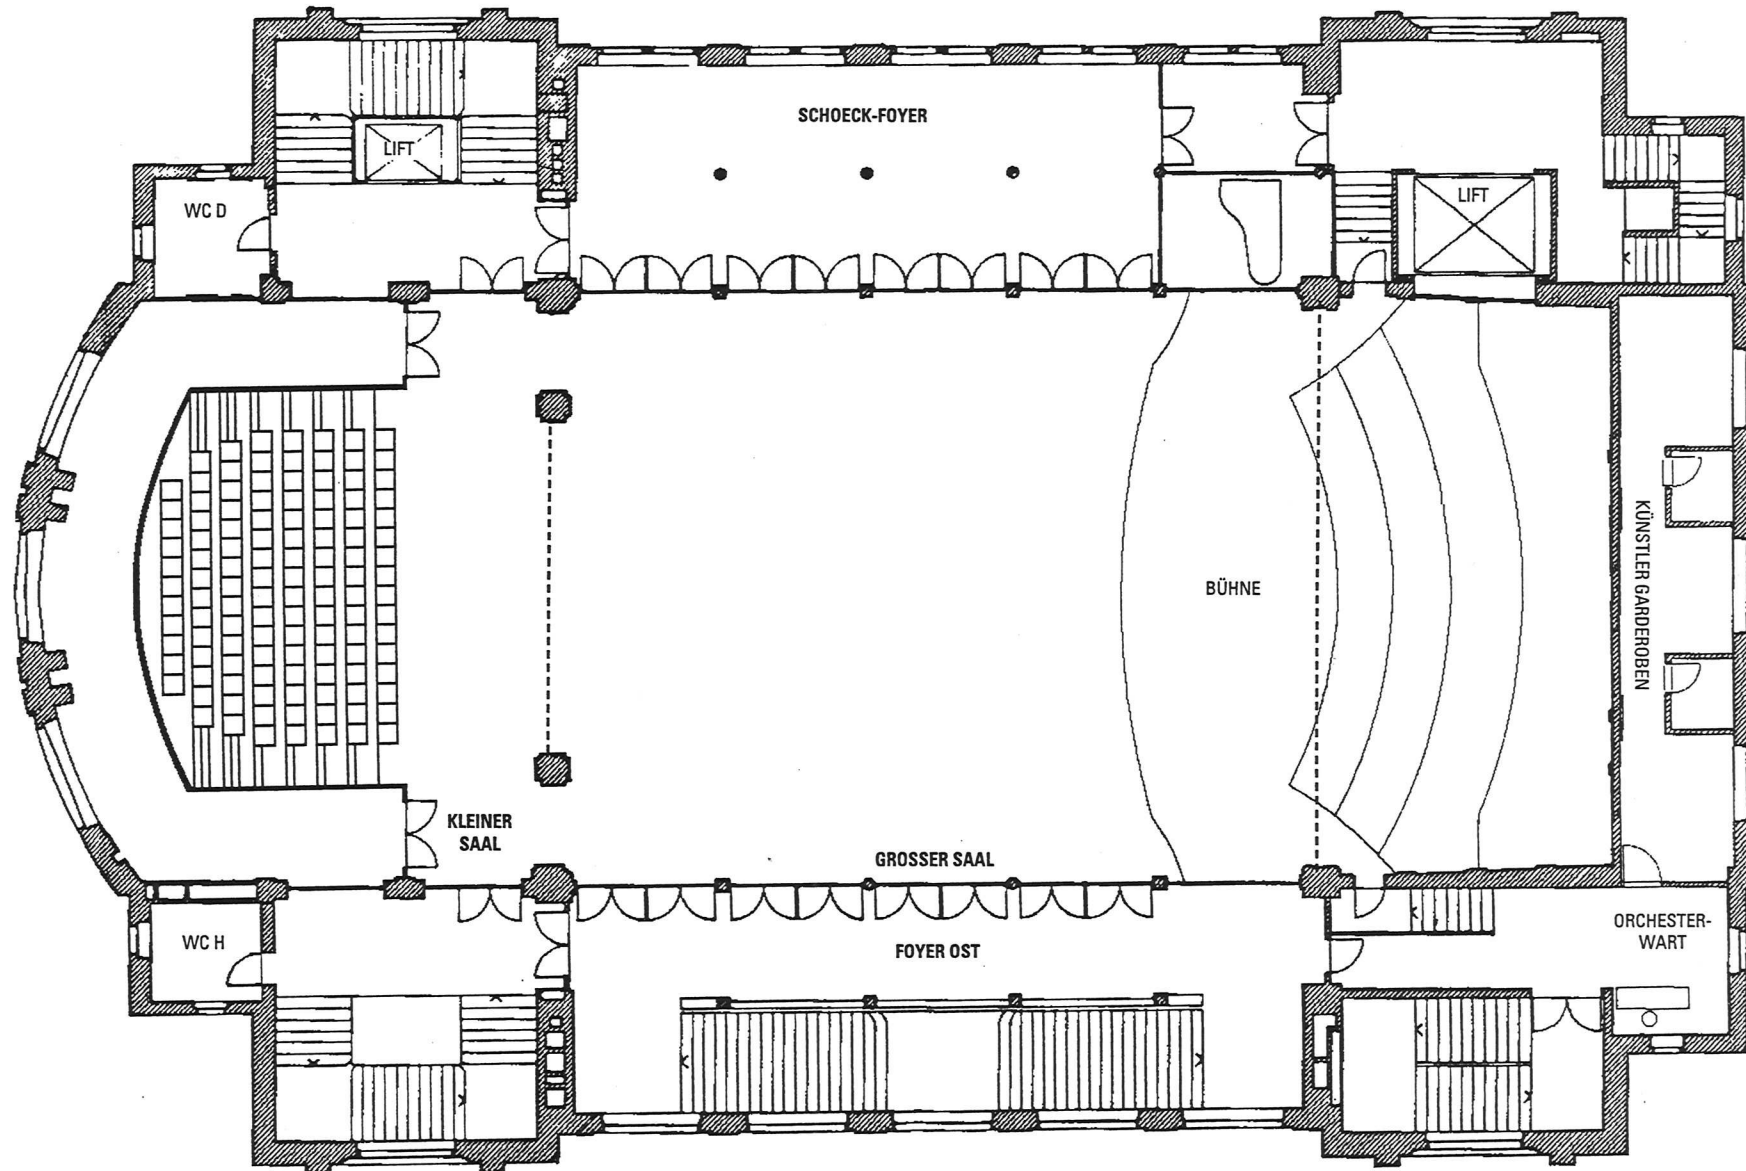 SCHOECK-FOYER
LIFT
WC D
LIFT
BÜHNE
KÜNSTLER GARDEROBEN
KLEINER
SAAL
GROSSER SAAL
WC H
FOYER OST
ORCHESTER-
WART